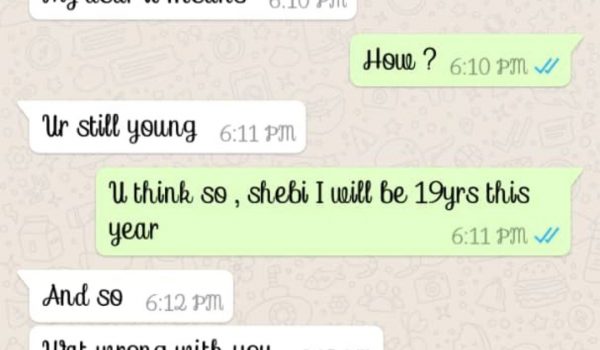 My dear it means 6:10 PM
How ? 6:10 PM
Ur still young 6:11 PM
U think so , shebi I will be 19yrs this
year 6:11 PM
And so 6:12 PM
Wat wrong with you